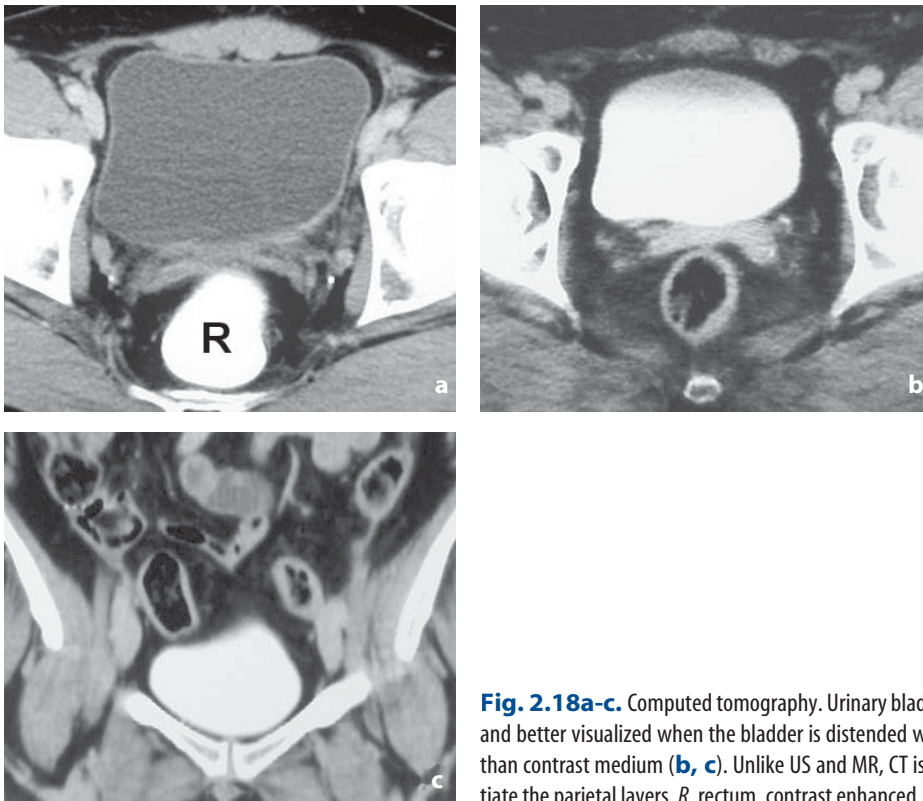 R
a
b
c
Fig. 2.18a-c. Computed tomography. Urinary
and better visualized when the bladder is distended
than contrast medium (b, c). Unlike US and MR, CT is
tiate the parietal layers. R, rectum, contrast enhanced